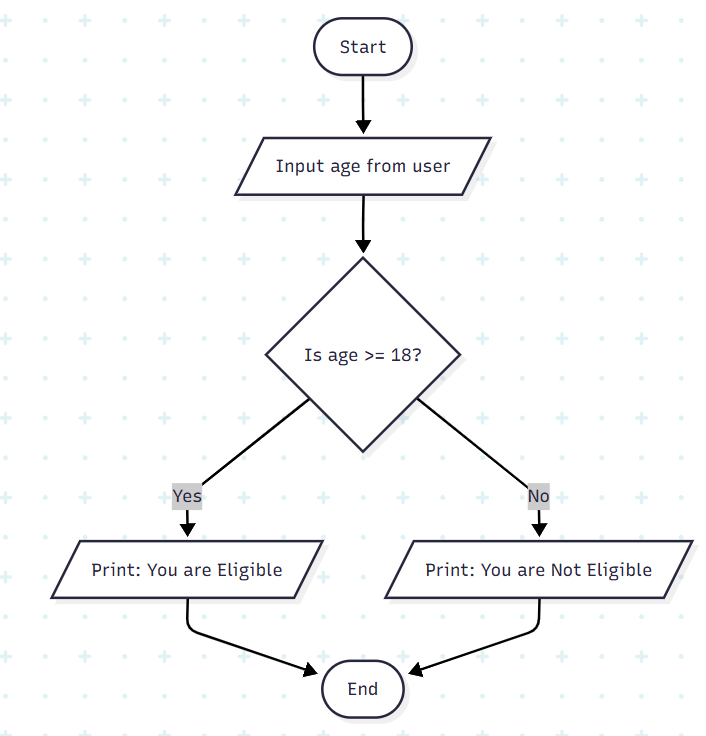 Start
Input age from user
Is age >= 18?
Yes
No
Print: You are Eligible
Print: You are Not Eligible
End